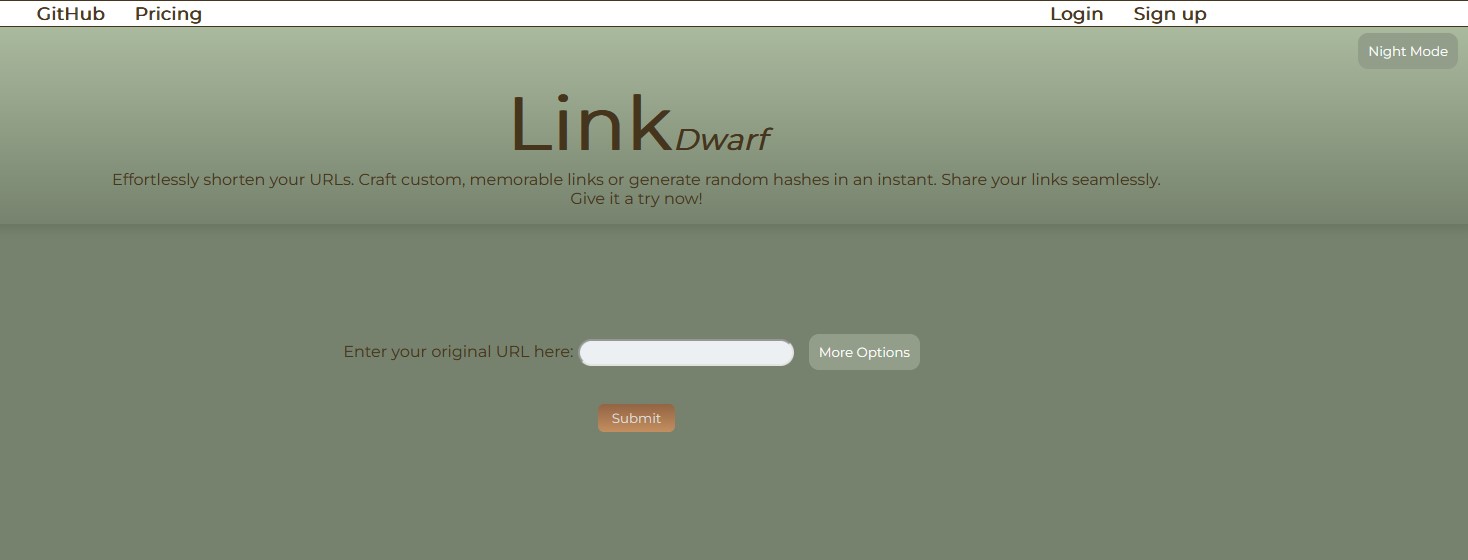 GitHub Pricing Login Sign up
Night Mode
LinkDwarf
Effortlessly shorten your URLs. Craft custom, memorable links or generate random hashes in an instant. Share your links seamlessly.
Give it a try now!
Enter your original URL here: More Options
Submit